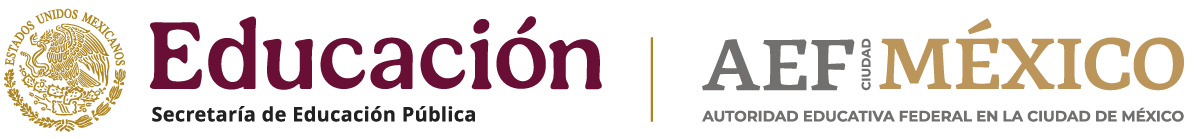 ESTADOS UNIDOS MEXICANOS
Educación
Secretaría de Educación Pública
AEF CIUDAD MÉXICO
AUTORIDAD EDUCATIVA FEDERAL EN LA CIUDAD DE MÉXICO